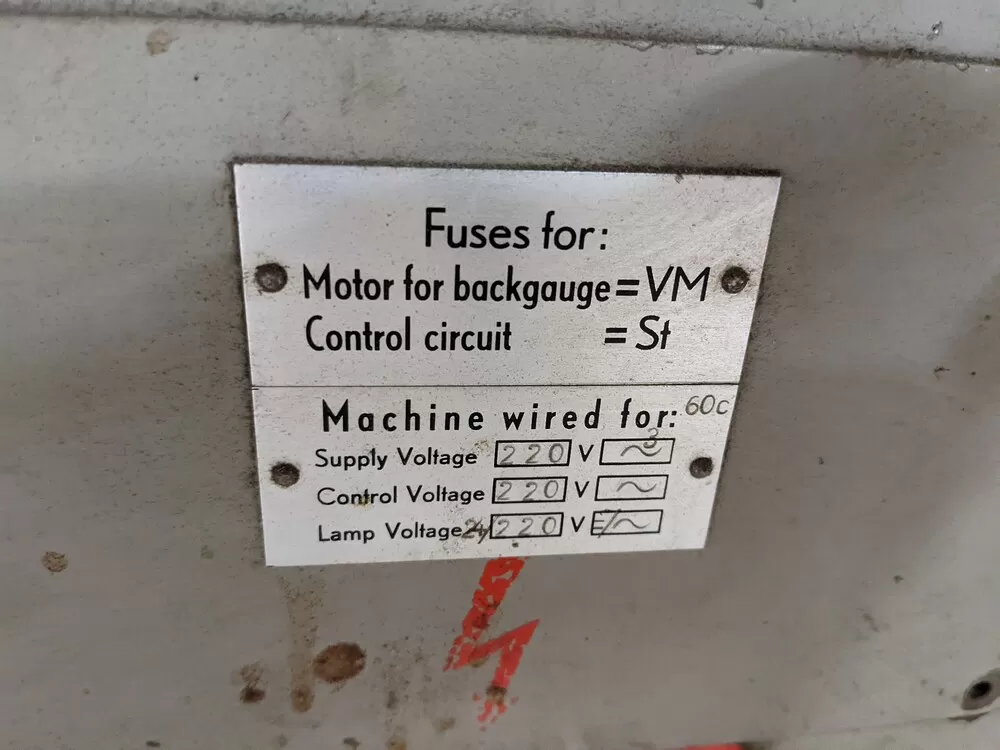 Fuses for:
Motor for backgauge = VM
Control circuit = St
Machine wired for: 60c
Supply Voltage 220 V 3~
Control Voltage 220 V ~
Lamp Voltage 24/220 V E/~